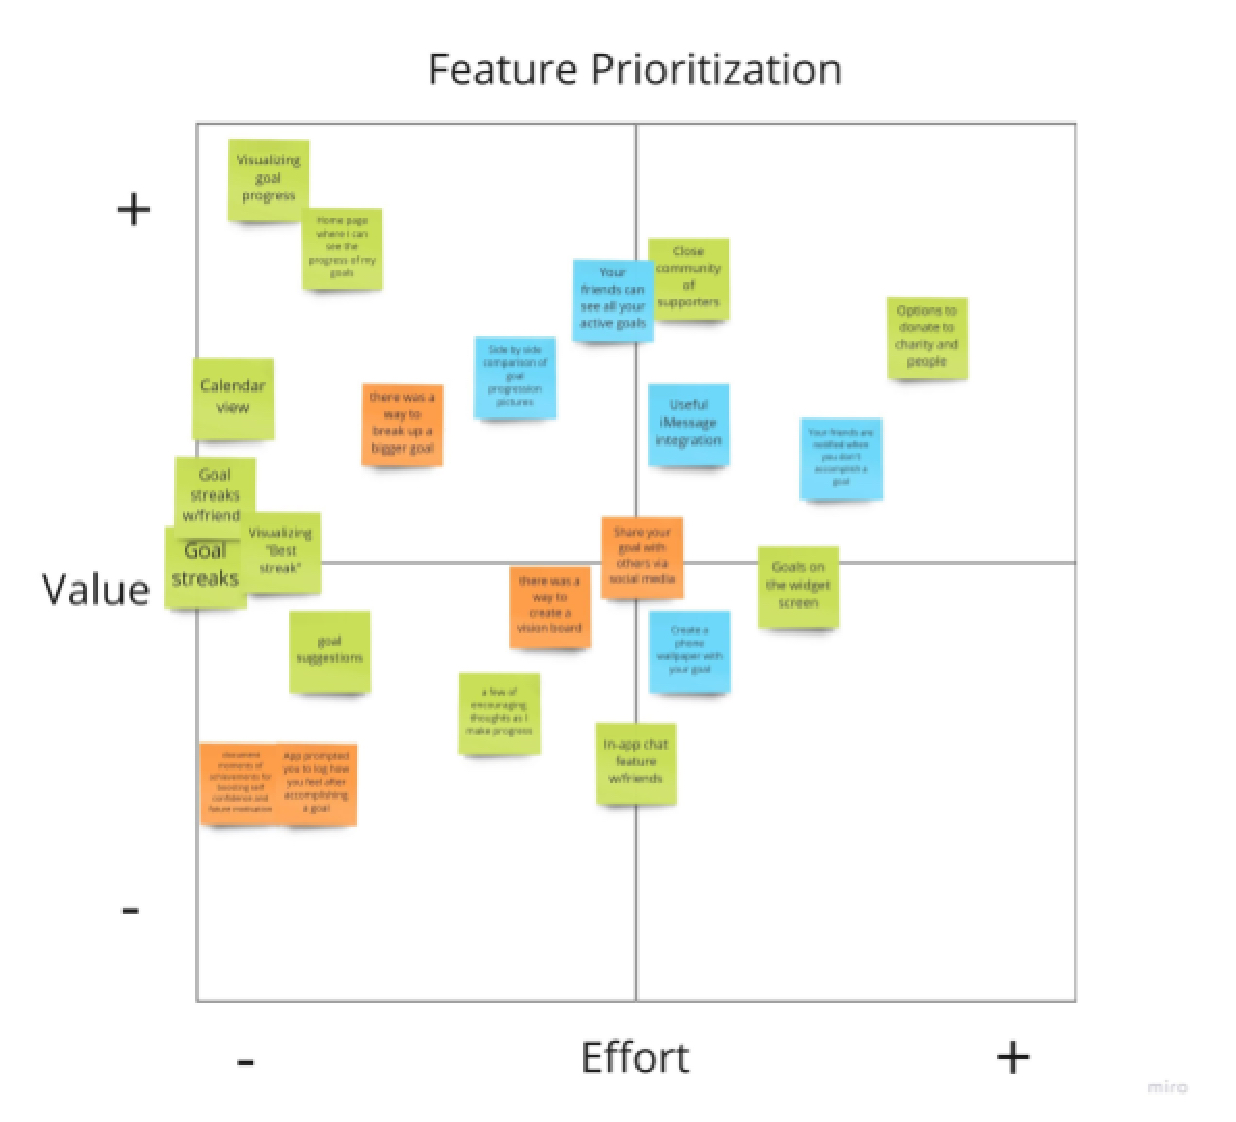 Feature Prioritization
+
Visualizing
goal
progress
Home page
where I can
see the
progress of my
goals
Close
community
of
supporters
Your
friends can
see all your
active goals
Options to
donate to
charity and
people
Side by side
comparison of
goal
progression
pictures
Calendar
view
there was a
way to
break up a
bigger goal
Useful
iMessage
integration
Your friends are
notified when
you don't
accomplish a
goal
Goal
streaks
w/friend
Visualizing
"Best
streak"
Goal
streaks
Share your
goal with
others via
social media
Goals on
the widget
screen
Value
there was a
way to
create a
vision board
goal
suggestions
Create a
phone
wallpaper with
your goal
a few of
encouraging
thoughts as I
make progress
In-app chat
feature
w/friends
document
moments of
achievements for
boosting self
confidence and
future motivation
App prompted
you to log how
you feel after
accomplishing
a goal
-
- Effort +
miro